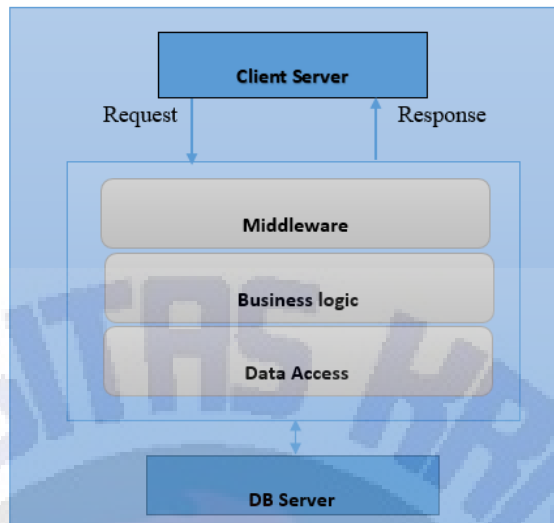 Client Server
Request
Response
Middleware
Business logic
Data Access
DB Server